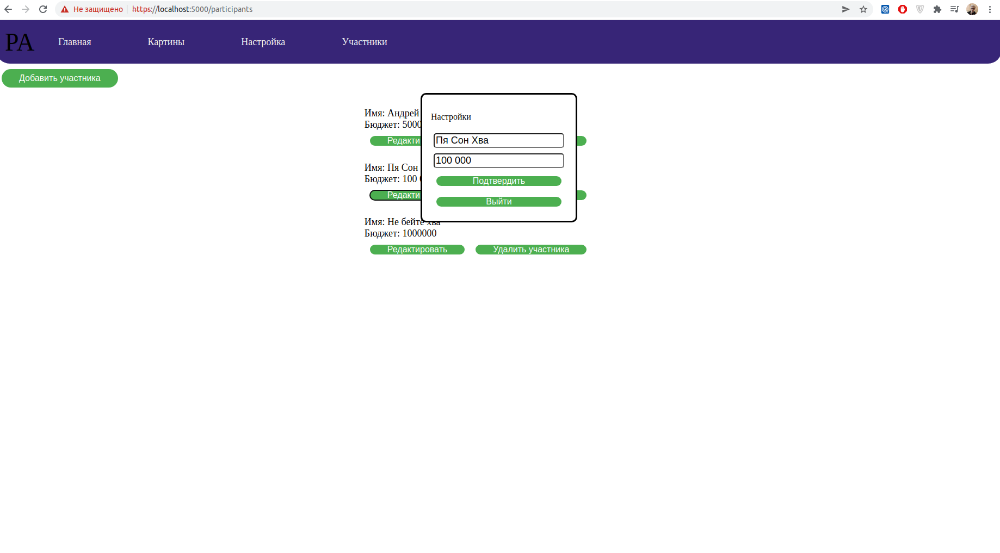 Не защищено https://localhost:5000/participants
PA Главная Картины Настройка Участники
Добавить участника
Имя: Андрей
Бюджет: 5000
Имя: Пя Сон
Бюджет: 100
Настройки
Пя Сон Хва
100 000
Подтвердить
Выйти
Имя: Не бейте хва
Бюджет: 1000000
Редактировать Удалить участника